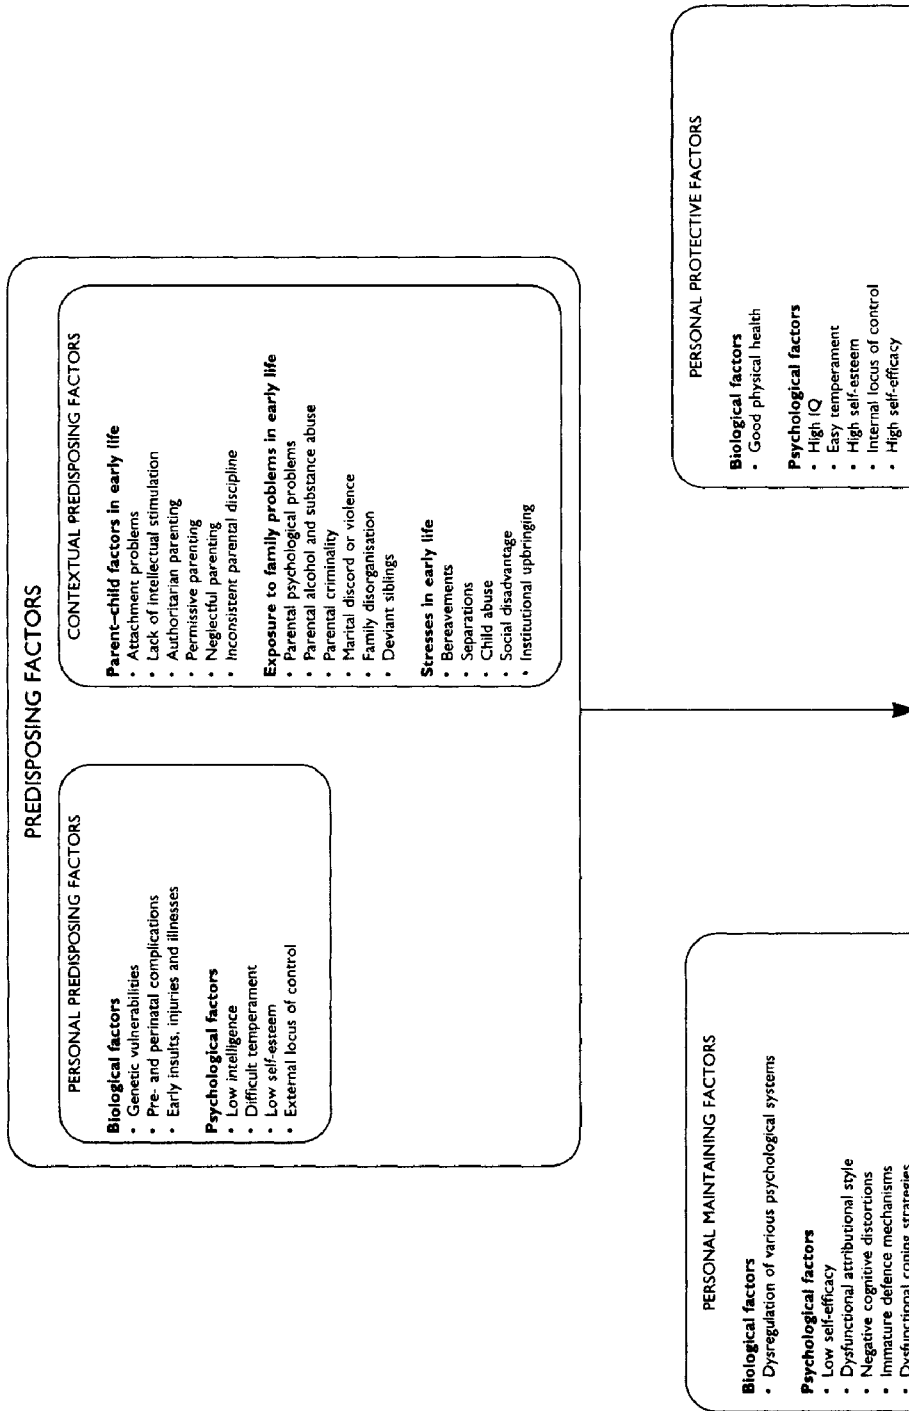 PREDISPOSING FACTORS
PERSONAL PREDISPOSING FACTORS
Biological factors
• Genetic vulnerabilities
• Pre- and perinatal complications
• Early insults, injuries and illnesses
Psychological factors
• Low intelligence
• Difficult temperament
• Low self-esteem
• External locus of control
CONTEXTUAL PREDISPOSING FACTORS
Parent–child factors in early life
• Attachment problems
• Lack of intellectual stimulation
• Authoritarian parenting
• Permissive parenting
• Neglectful parenting
• Inconsistent parental discipline
Exposure to family problems in early life
• Parental psychological problems
• Parental alcohol and substance abuse
• Parental criminality
• Marital discord or violence
• Family disorganisation
• Deviant siblings
Stresses in early life
• Bereavements
• Separations
• Child abuse
• Social disadvantage
• Institutional upbringing
PERSONAL MAINTAINING FACTORS
Biological factors
• Dysregulation of various psychological systems
Psychological factors
• Low self-efficacy
• Dysfunctional attributional style
• Negative cognitive distortions
• Immature defence mechanisms
• Dysfunctional coping strategies
PERSONAL PROTECTIVE FACTORS
Biological factors
• Good physical health
Psychological factors
• High IQ
• Easy temperament
• High self-esteem
• Internal locus of control
• High self-efficacy